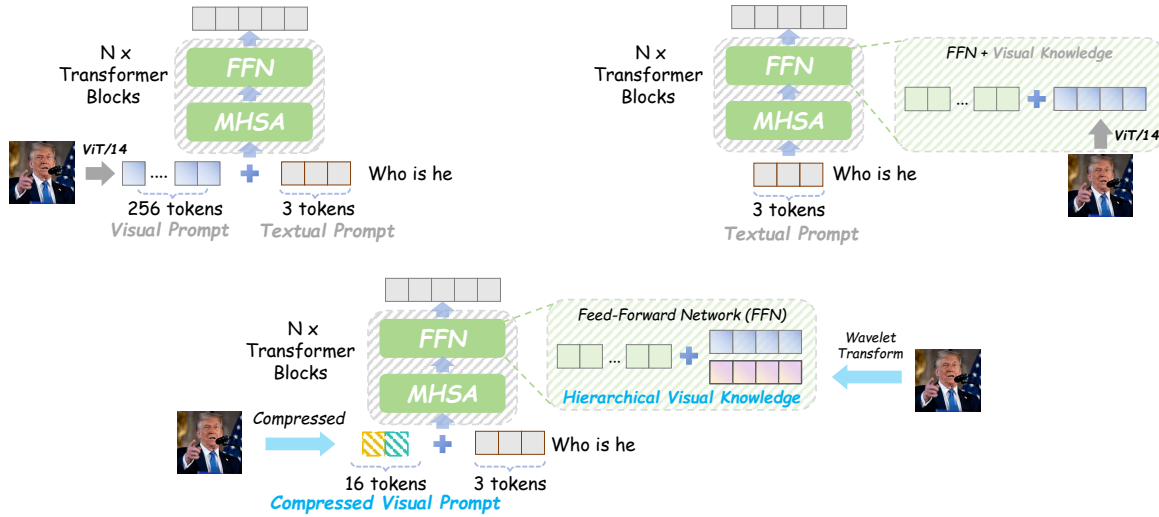 N x
Transformer
Blocks
FFN
MHSA
ViT/14
....
+
Who is he
256 tokens
3 tokens
Visual Prompt
Textual Prompt
N x
Transformer
Blocks
FFN
MHSA
FFN + Visual Knowledge
...
+
ViT/14
Who is he
3 tokens
Textual Prompt
N x
Transformer
Blocks
FFN
MHSA
Feed-Forward Network (FFN)
...
+
Hierarchical Visual Knowledge
Wavelet
Transform
Compressed
+
Who is he
16 tokens
3 tokens
Compressed Visual Prompt